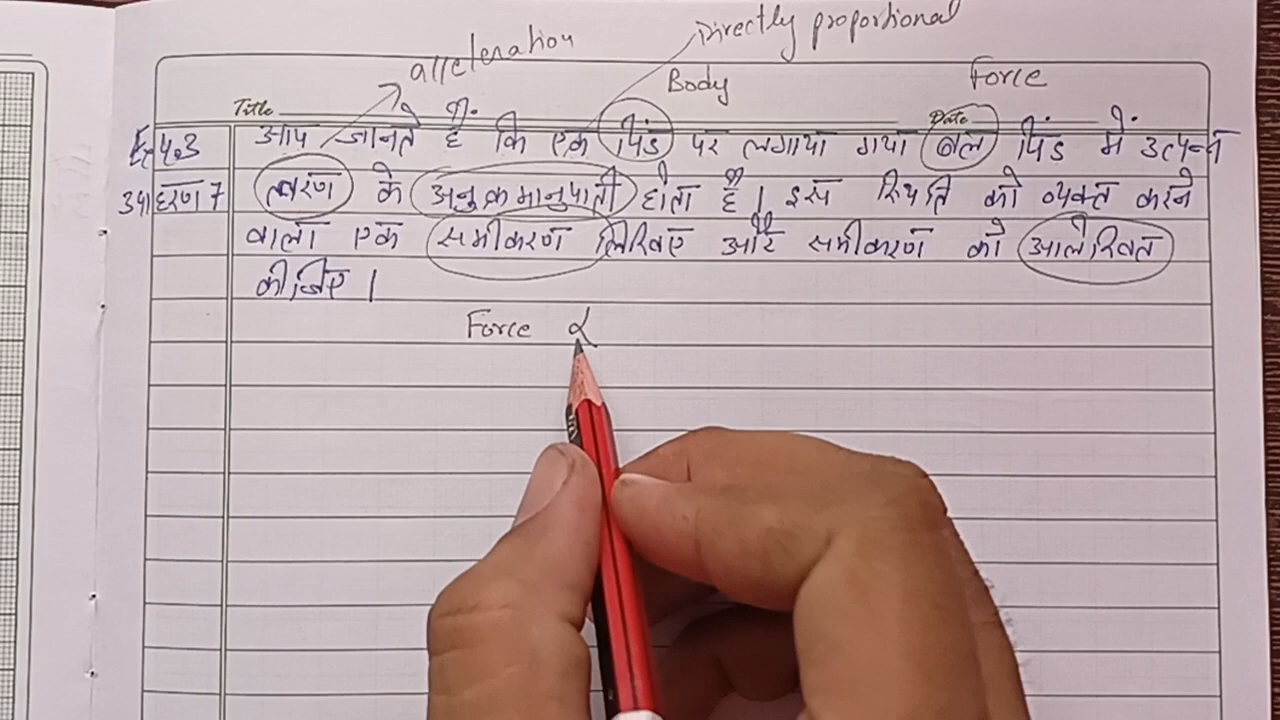 Directly proportional
alleleration
Body Force
Title Date
Ex 4.3 आप जानते हैं कि एक पिंड पर लगाया गया बल पिंड में उत्पन्न
उदाहरण 7 त्वरण के अनुक्रमानुपाती होता है। इस स्थिति को व्यक्त करने
वाला एक समीकरण लिखिए और समीकरण को आलेखित
कीजिए।
Force α